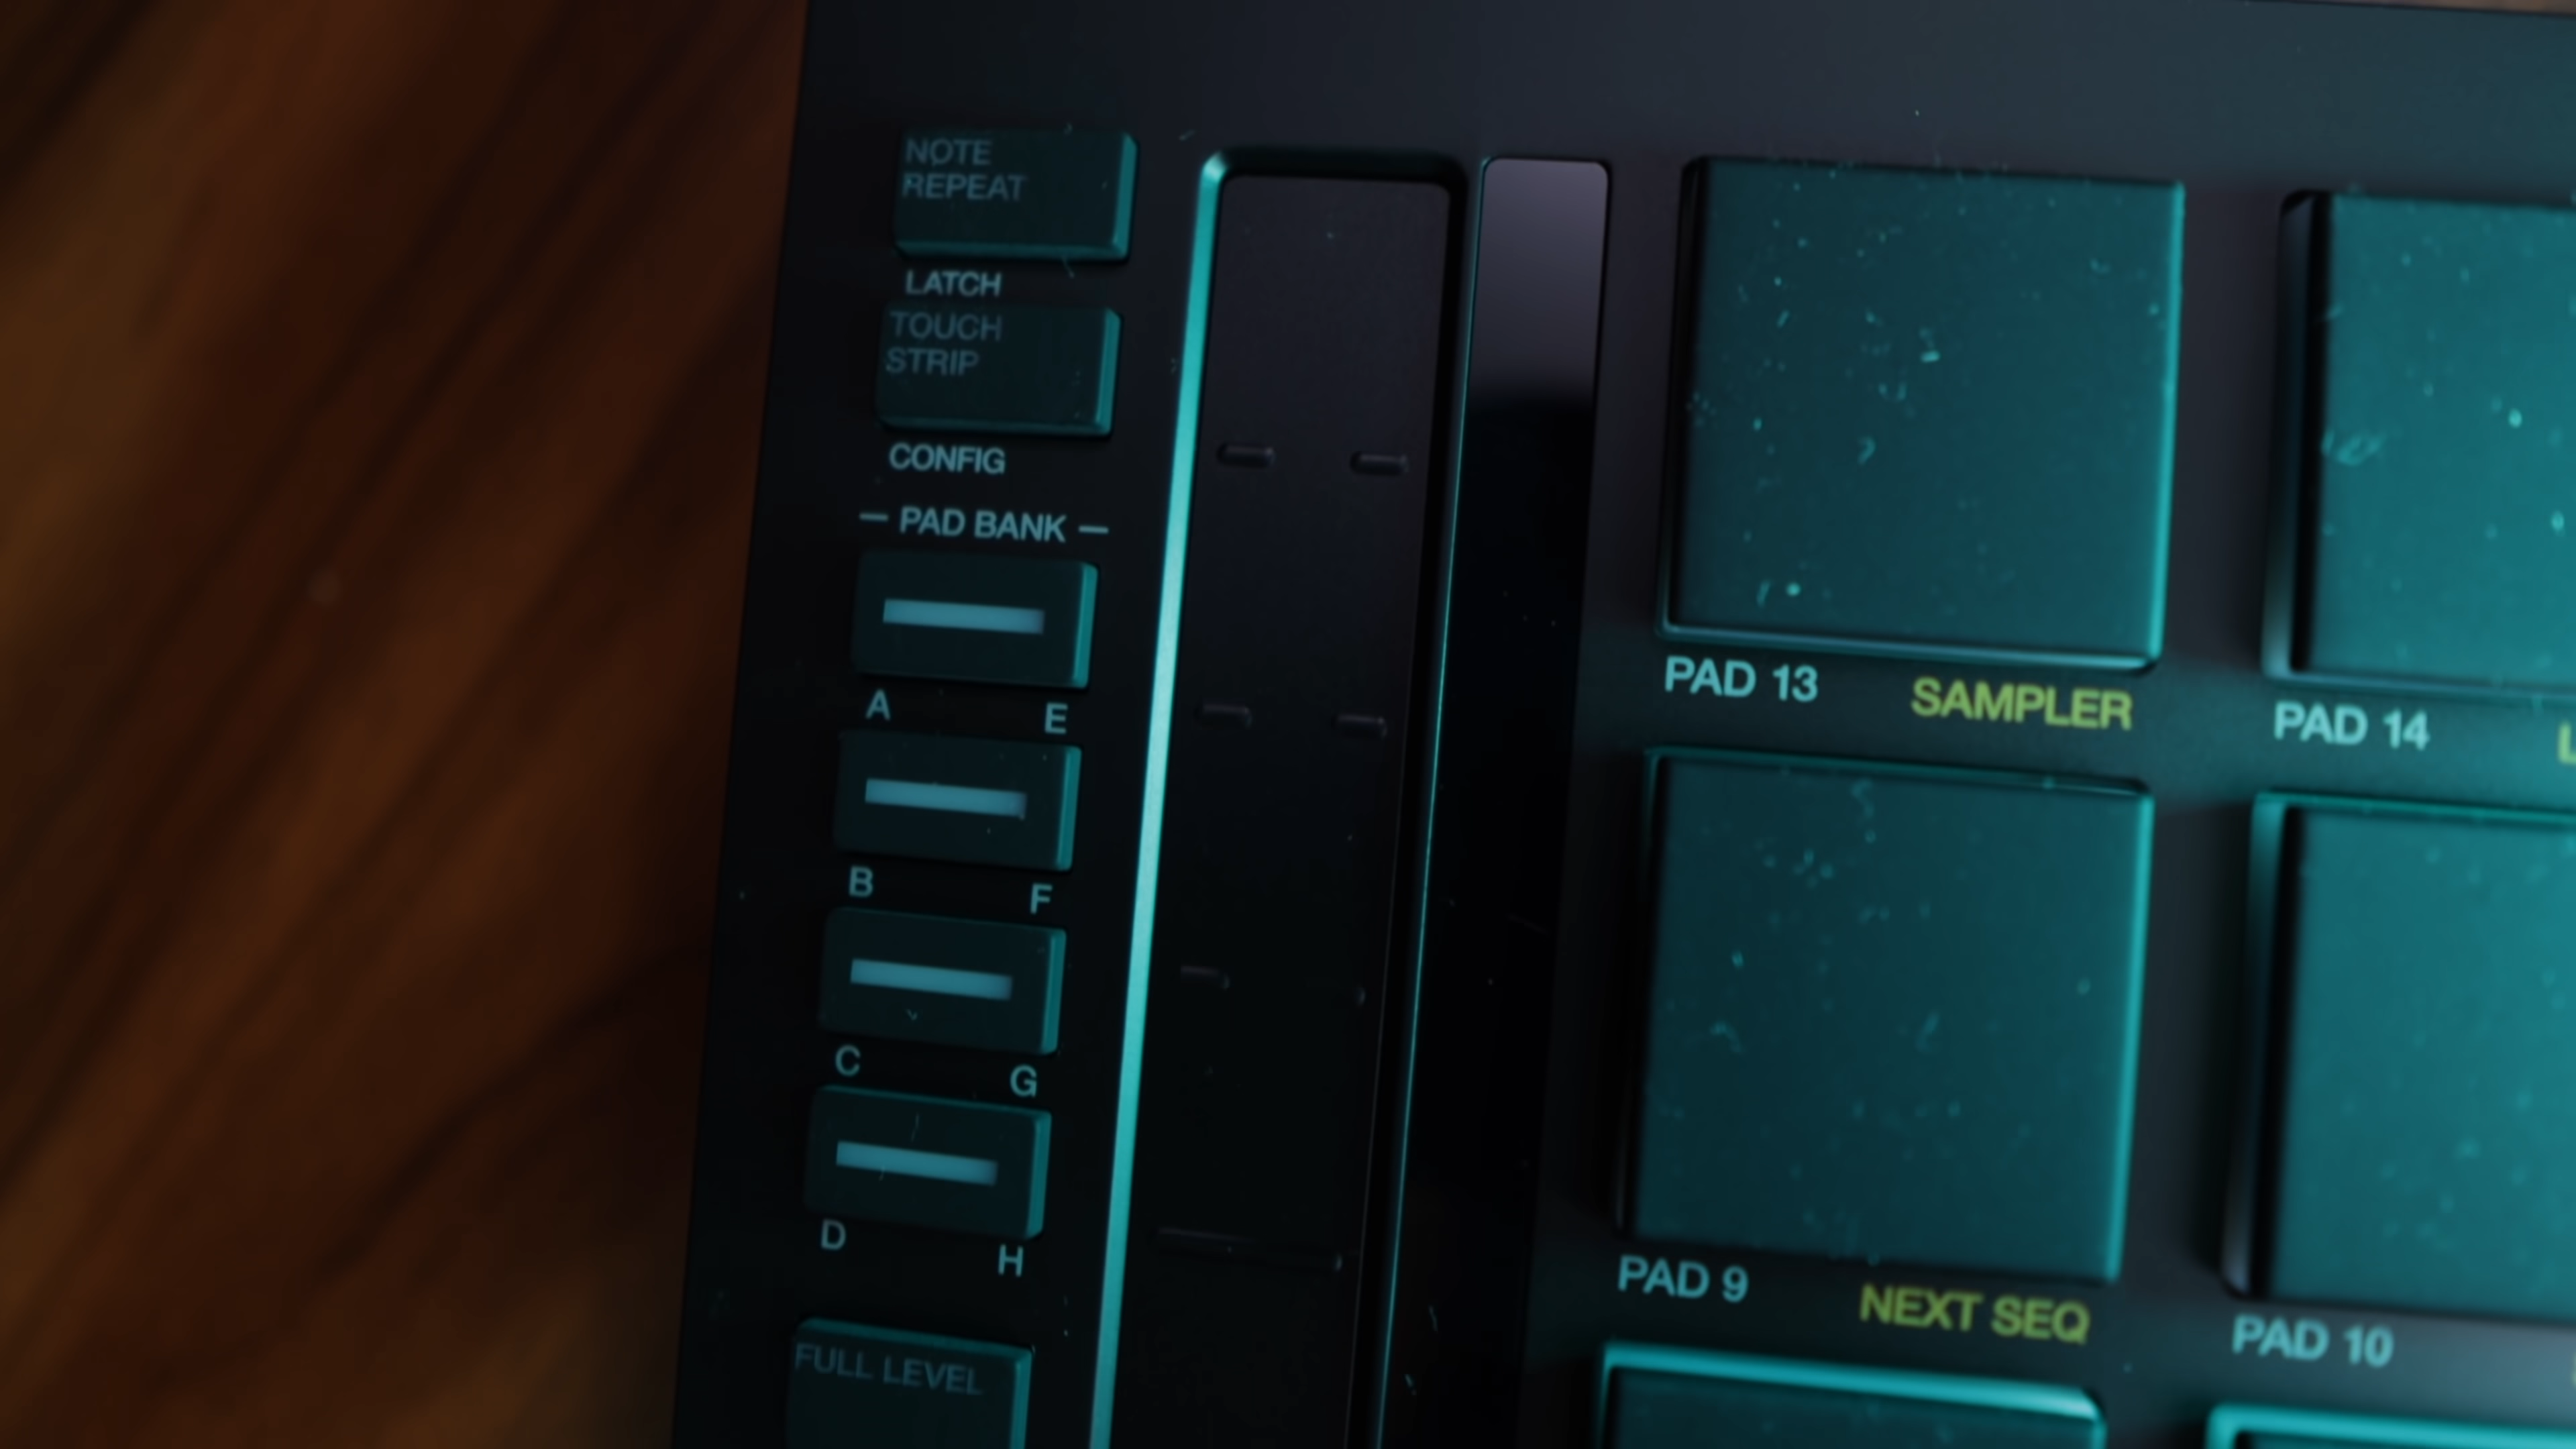 NOTE
REPEAT
LATCH
TOUCH
STRIP
CONFIG
PAD BANK
A E
B F
C G
D H
FULL LEVEL
PAD 13 SAMPLER
PAD 14
PAD 9 NEXT SEQ
PAD 10